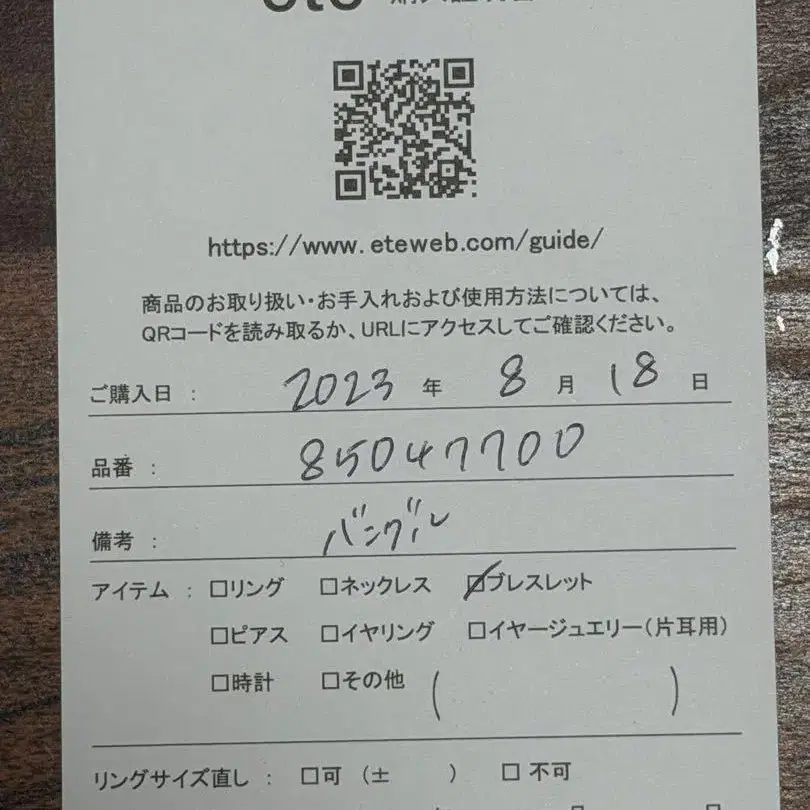 ete
https://www.eteweb.com/guide/
商品のお取り扱い・お手入れおよび使用方法については、
QRコードを読み取るか、URLにアクセスしてご確認ください。
ご購入日 : 2023 年 8 月 18 日
品番 : 85047700
備考 : バングル
アイテム : □リング □ネックレス ☑ブレスレット
□ピアス □イヤリング □イヤージュエリー(片耳用)
□時計 □その他 ( )
リングサイズ直し : □可 (± ) □不可